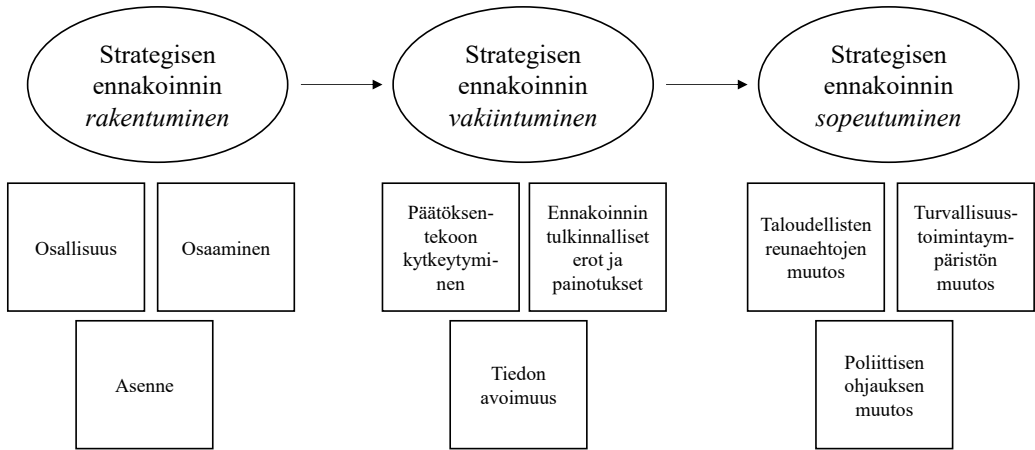 Strategisen
ennakoinnin
rakentuminen
Strategisen
ennakoinnin
vakiintuminen
Strategisen
ennakoinnin
sopeutuminen
Osallisuus
Osaaminen
Asenne
Päätöksen-
tekoon
kytkeytymi-
nen
Ennakoinnin
tulkinnalliset
erot ja
painotukset
Tiedon
avoimuus
Taloudellisten
reunaehtojen
muutos
Turvallisuus-
toimintaym-
päristön
muutos
Poliittisen
ohjauksen
muutos